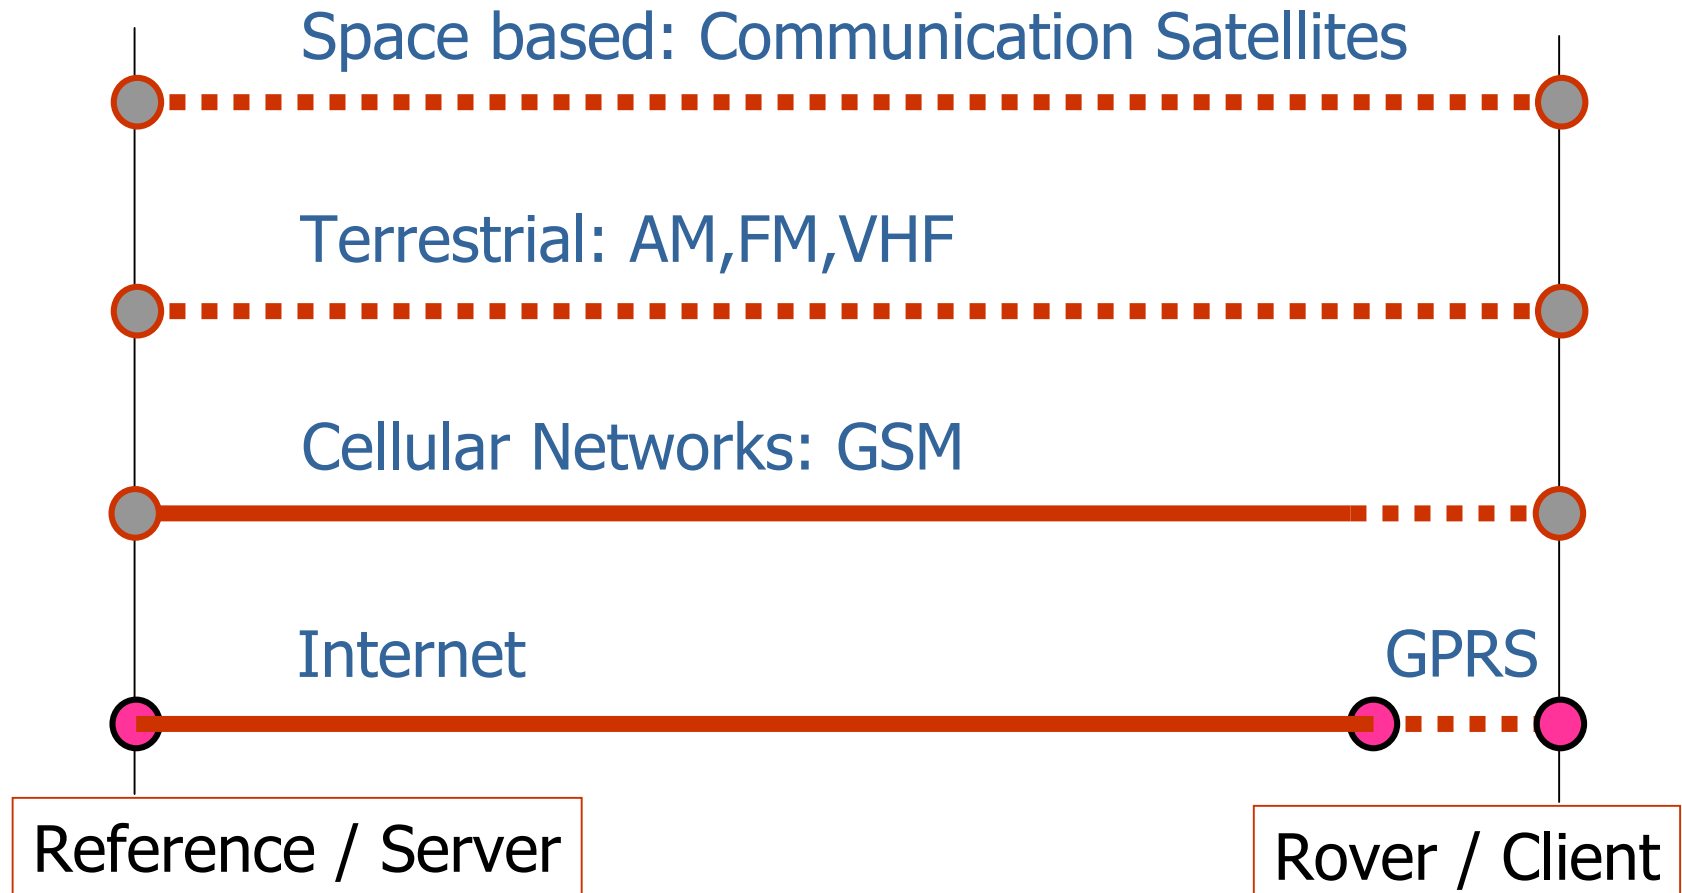 Space based: Communication Satellites
Terrestrial: AM,FM,VHF
Cellular Networks: GSM
Internet
GPRS
Reference / Server
Rover / Client